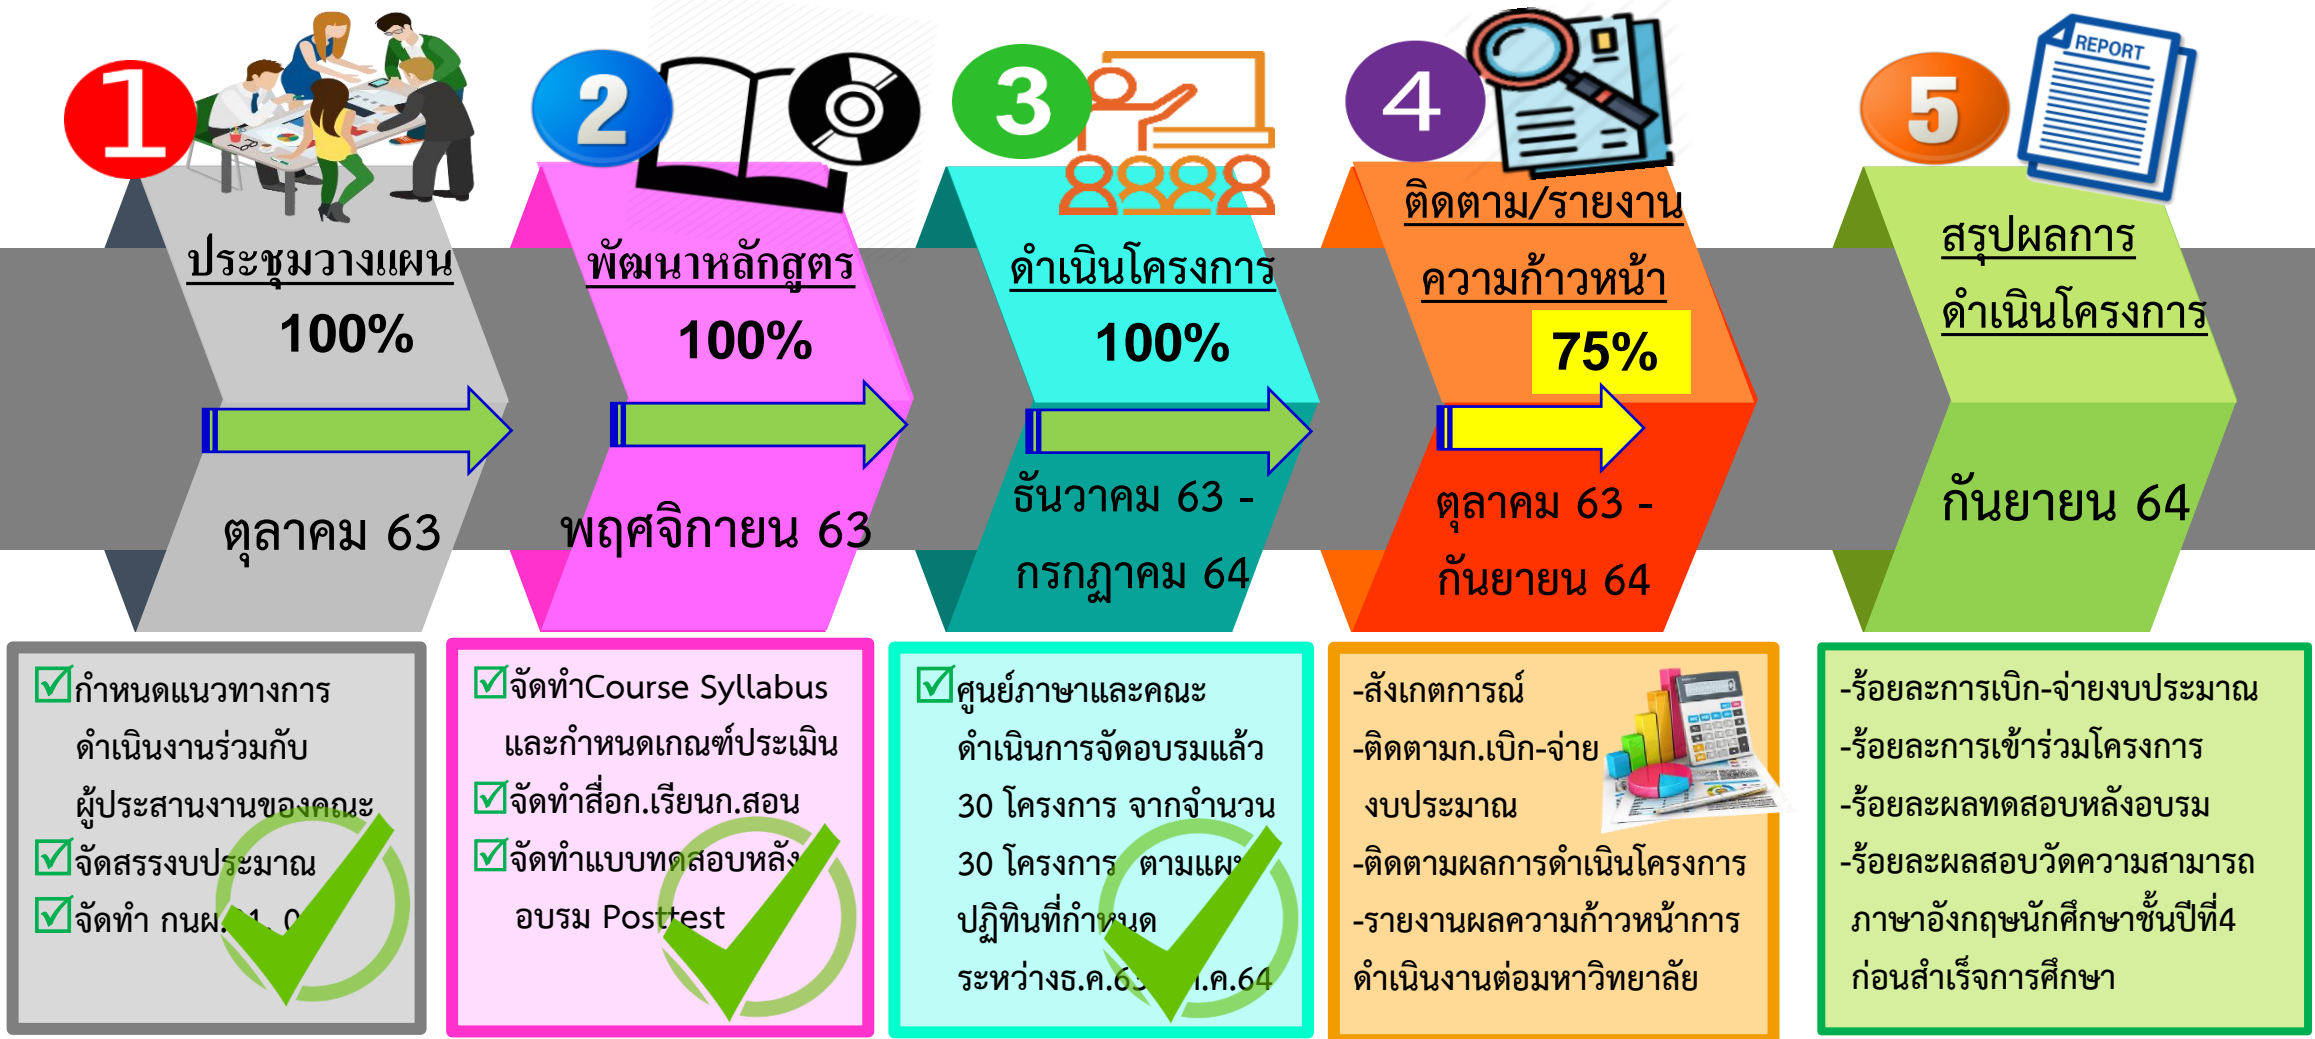 1
ประชุมวางแผน
100%
ตุลาคม 63
กำหนดแนวทางการ
ดำเนินงานร่วมกับ
ผู้ประสานงานของคณะ
จัดสรรงบประมาณ
จัดทำ กนผ.
2
พัฒนาหลักสูตร
100%
พฤศจิกายน 63
จัดทำCourse Syllabus
และกำหนดเกณฑ์ประเมิน
จัดทำสื่อก.เรียนก.สอน
จัดทำแบบทดสอบหลัง
อบรม Posttest
3
ดำเนินโครงการ
100%
ธันวาคม 63 -
กรกฎาคม 64
ศูนย์ภาษาและคณะ
ดำเนินการจัดอบรมแล้ว
30 โครงการ จากจำนวน
30 โครงการ ตามแผน
ปฏิทินที่กำหนด
ระหว่างธ.ค.63 ก.ค.64
4
ติดตาม/รายงาน
ความก้าวหน้า
75%
ตุลาคม 63 -
กันยายน 64
-สังเกตการณ์
-ติดตามก.เบิก-จ่าย
งบประมาณ
-ติดตามผลการดำเนินโครงการ
-รายงานผลความก้าวหน้าการ
ดำเนินงานต่อมหาวิทยาลัย
5
REPORT
สรุปผลการ
ดำเนินโครงการ
กันยายน 64
-ร้อยละการเบิก-จ่ายงบประมาณ
-ร้อยละการเข้าร่วมโครงการ
-ร้อยละผลทดสอบหลังอบรม
-ร้อยละผลสอบวัดความสามารถ
ภาษาอังกฤษนักศึกษาชั้นปีที่4
ก่อนสำเร็จการศึกษา